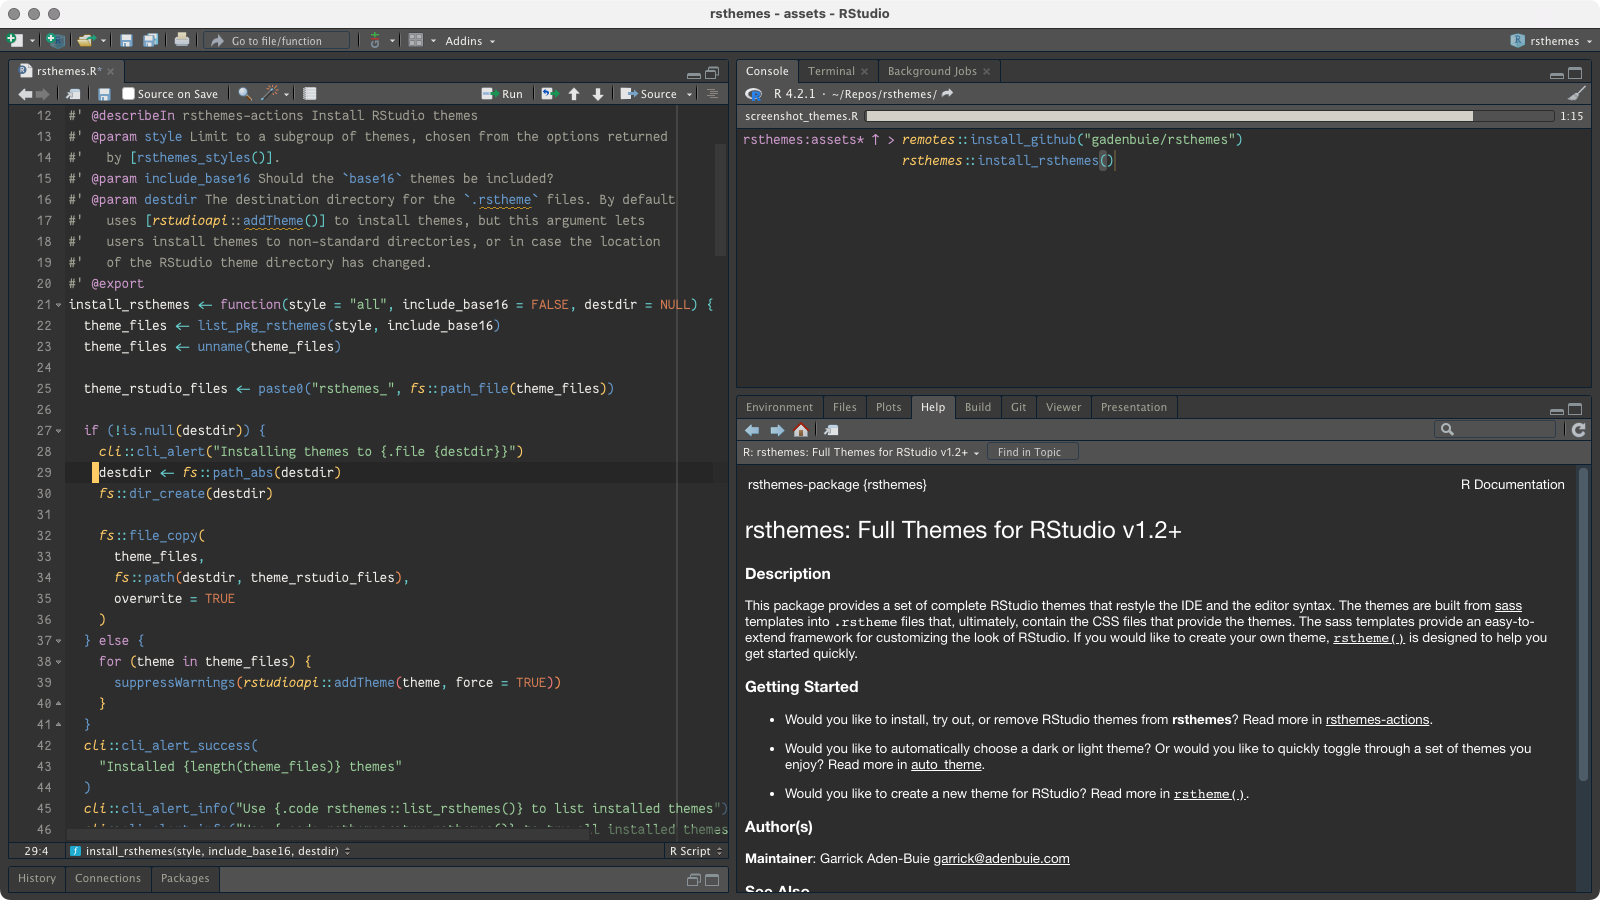 rsthemes - assets - RStudio
Go to file/function
Addins
rsthemes
rsthemes.R*
Source on Save
Run
Source
12 #' @describeIn rsthemes-actions Install RStudio themes
13 #' @param style Limit to a subgroup of themes, chosen from the options returned
14 #'   by [rsthemes_styles()].
15 #' @param include_base16 Should the `base16` themes be included?
16 #' @param destdir The destination directory for the `.rstheme` files. By default
17 #'   uses [rstudioapi::addTheme()] to install themes, but this argument lets
18 #'   users install themes to non-standard directories, or in case the location
19 #'   of the RStudio theme directory has changed.
20 #' @export
21 install_rsthemes <- function(style = "all", include_base16 = FALSE, destdir = NULL) {
22   theme_files <- list_pkg_rsthemes(style, include_base16)
23   theme_files <- unname(theme_files)
24
25   theme_rstudio_files <- paste0("rsthemes_", fs::path_file(theme_files))
26
27   if (!is.null(destdir)) {
28     cli::cli_alert("Installing themes to {.file {destdir}}")
29     destdir <- fs::path_abs(destdir)
30     fs::dir_create(destdir)
31
32     fs::file_copy(
33       theme_files,
34       fs::path(destdir, theme_rstudio_files),
35       overwrite = TRUE
36     )
37   } else {
38     for (theme in theme_files) {
39       suppressWarnings(rstudioapi::addTheme(theme, force = TRUE))
40     }
41   }
42   cli::cli_alert_success(
43     "Installed {length(theme_files)} themes"
44   )
45   cli::cli_alert_info("Use {.code rsthemes::list_rsthemes()} to list installed themes")
46
29:4 install_rsthemes(style, include_base16, destdir) R Script
History Connections Packages
Console Terminal Background Jobs
R 4.2.1 · ~/Repos/rsthemes/
screenshot_themes.R 1:15
rsthemes:assets* ↑ > remotes::install_github("gadenbuie/rsthemes")
rsthemes::install_rsthemes()
Environment Files Plots Help Build Git Viewer Presentation
R: rsthemes: Full Themes for RStudio v1.2+ Find in Topic
rsthemes-package {rsthemes} R Documentation
rsthemes: Full Themes for RStudio v1.2+
Description
This package provides a set of complete RStudio themes that restyle the IDE and the editor syntax. The themes are built from sass
templates into .rstheme files that, ultimately, contain the CSS files that provide the themes. The sass templates provide an easy-to-
extend framework for customizing the look of RStudio. If you would like to create your own theme, rstheme() is designed to help you
get started quickly.
Getting Started
• Would you like to install, try out, or remove RStudio themes from rsthemes? Read more in rsthemes-actions.
• Would you like to automatically choose a dark or light theme? Or would you like to quickly toggle through a set of themes you
enjoy? Read more in auto_theme.
• Would you like to create a new theme for RStudio? Read more in rstheme().
Author(s)
Maintainer: Garrick Aden-Buie garrick@adenbuie.com
See Also